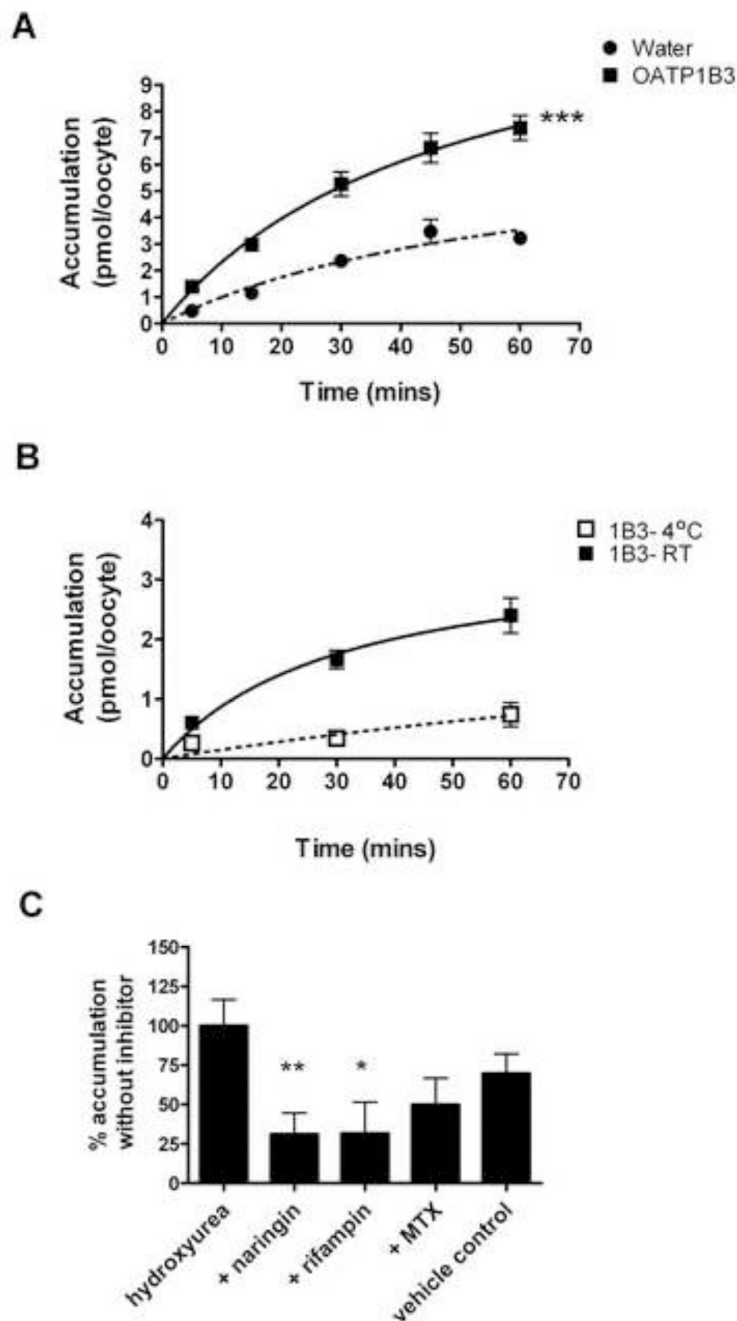 A
Water
OATP1B3
9
8
7
6
5
4
3
2
1
0
***
Accumulation
(pmol/oocyte)
0 10 20 30 40 50 60 70
Time (mins)
B
1B3- 4°C
1B3- RT
4
3
2
1
0
Accumulation
(pmol/oocyte)
0 10 20 30 40 50 60 70
Time (mins)
C
150
125
100
75
50
25
0
% accumulation
without inhibitor
** *
hydroxyurea
+ naringin
+ rifampin
+ MTX
vehicle control